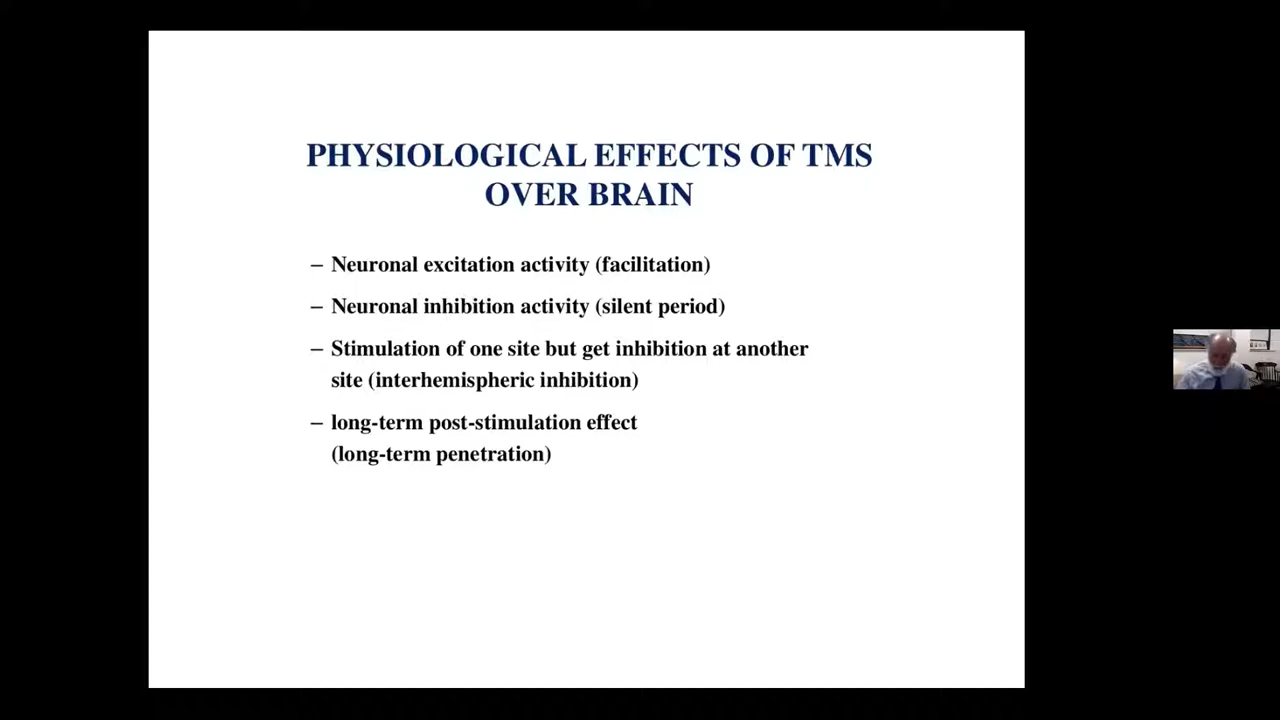 PHYSIOLOGICAL EFFECTS OF TMS
OVER BRAIN
– Neuronal excitation activity (facilitation)
– Neuronal inhibition activity (silent period)
– Stimulation of one site but get inhibition at another
site (interhemispheric inhibition)
– long-term post-stimulation effect
(long-term penetration)